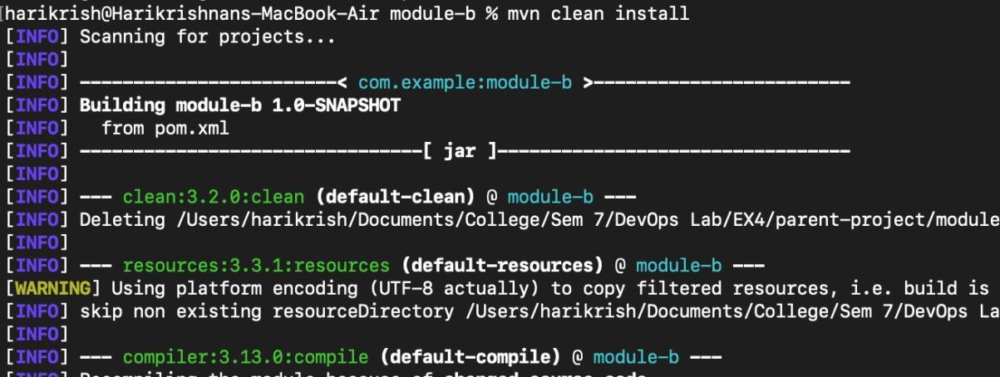 [harikrish@Harikrishnans-MacBook-Air module-b % mvn clean install
[INFO] Scanning for projects...
[INFO]
[INFO] ------------------------< com.example:module-b >------------------------
[INFO] Building module-b 1.0-SNAPSHOT
[INFO]   from pom.xml
[INFO] --------------------------------[ jar ]---------------------------------
[INFO]
[INFO] --- clean:3.2.0:clean (default-clean) @ module-b ---
[INFO] Deleting /Users/harikrish/Documents/College/Sem 7/DevOps Lab/EX4/parent-project/module
[INFO]
[INFO] --- resources:3.3.1:resources (default-resources) @ module-b ---
[WARNING] Using platform encoding (UTF-8 actually) to copy filtered resources, i.e. build is
[INFO] skip non existing resourceDirectory /Users/harikrish/Documents/College/Sem 7/DevOps La
[INFO]
[INFO] --- compiler:3.13.0:compile (default-compile) @ module-b ---
[INFO] Recompiling the module because of changed source code